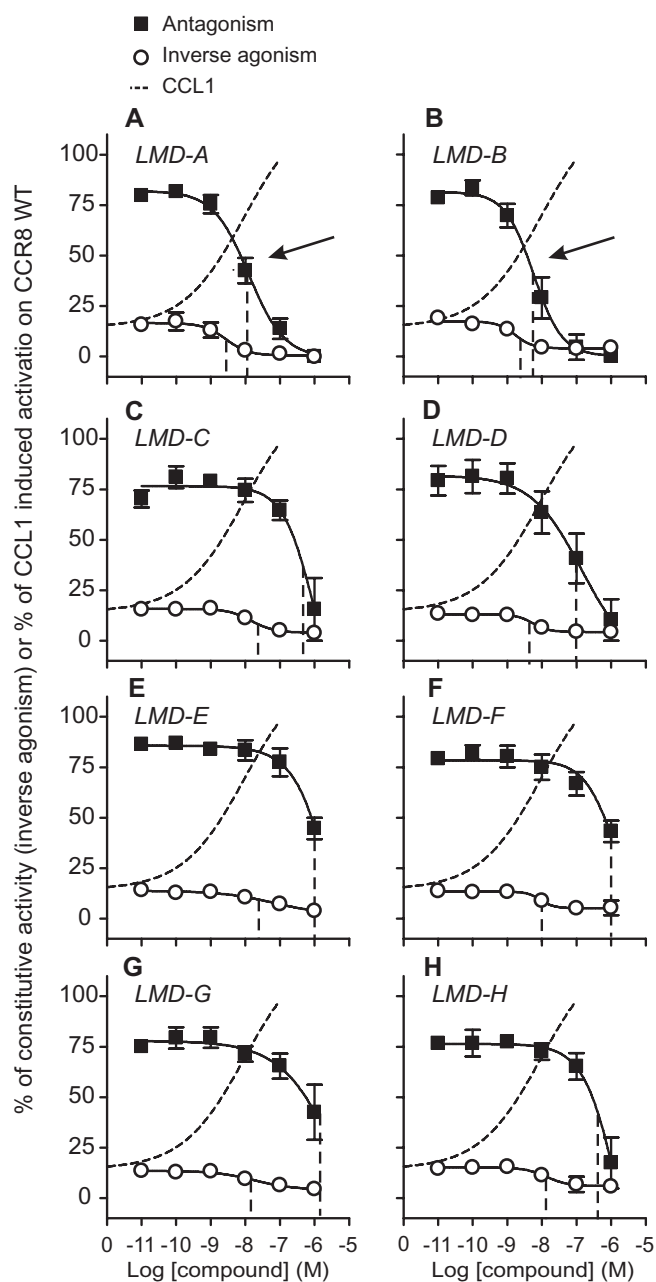 Antagonism
Inverse agonism
CCL1
% of constitutive activity (inverse agonism) or % of CCL1 induced activatio on CCR8 WT
A
B
LMD-A
LMD-B
100
75
50
25
0
C
D
LMD-C
LMD-D
100
75
50
25
0
E
F
LMD-E
LMD-F
100
75
50
25
0
G
H
LMD-G
LMD-H
100
75
50
25
0
0 -11 -10 -9 -8 -7 -6 -5
0 -11 -10 -9 -8 -7 -6 -5
Log [compound] (M)
Log [compound] (M)